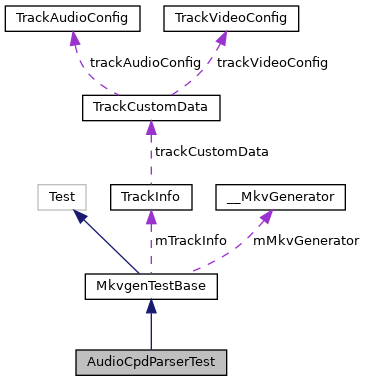 TrackAudioConfig
TrackVideoConfig
trackAudioConfig
trackVideoConfig
TrackCustomData
trackCustomData
Test
TrackInfo
__MkvGenerator
mTrackInfo
mMkvGenerator
MkvgenTestBase
AudioCpdParserTest